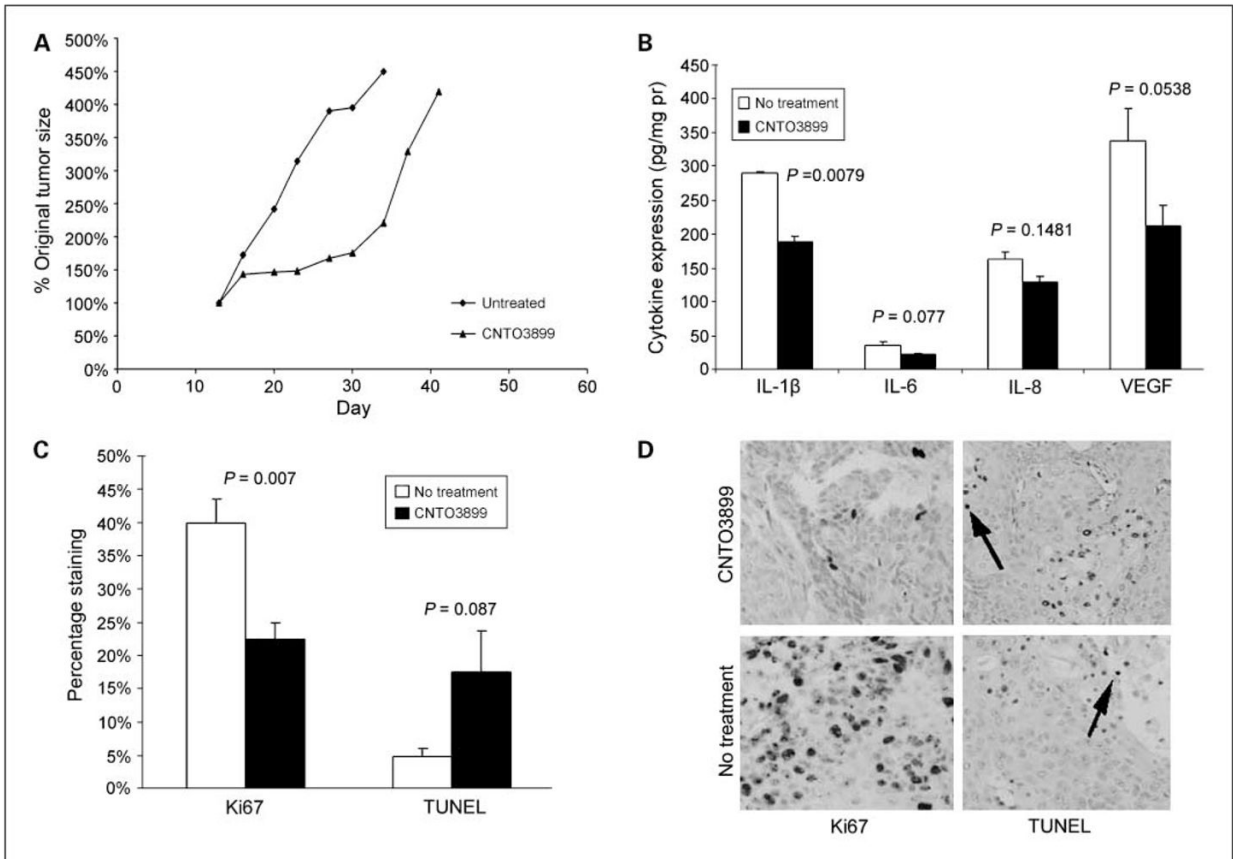 A
500%
450%
400%
350%
300%
250%
200%
150%
100%
50%
0%
% Original tumor size
0 10 20 30 40 50 60
Day
Untreated
CNTO3899
B
450
400
350
300
250
200
150
100
50
0
Cytokine expression (pg/mg pr)
No treatment
CNTO3899
P =0.0079
P = 0.077
P = 0.1481
P = 0.0538
IL-1β IL-6 IL-8 VEGF
C
50%
45%
40%
35%
30%
25%
20%
15%
10%
5%
0%
Percentage staining
P = 0.007
P = 0.087
No treatment
CNTO3899
Ki67 TUNEL
D
CNTO3899
No treatment
Ki67 TUNEL